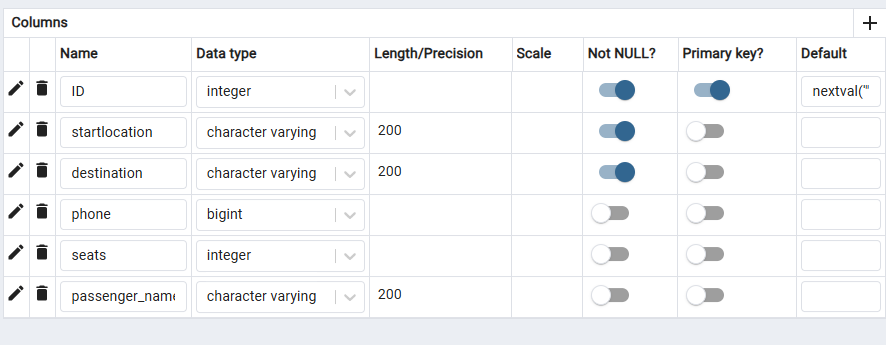 Columns
Name Data type Length/Precision Scale Not NULL? Primary key? Default
ID integer nextval('"
startlocation character varying 200
destination character varying 200
phone bigint
seats integer
passenger_name character varying 200